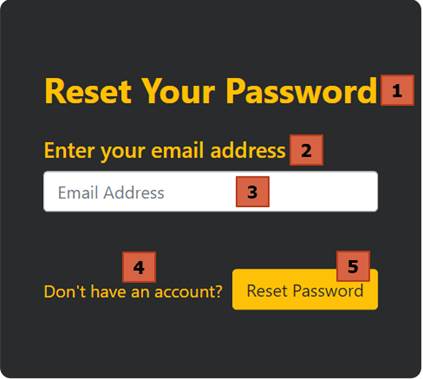 Reset Your Password 1
Enter your email address 2
Email Address 3
4
5
Don't have an account? Reset Password